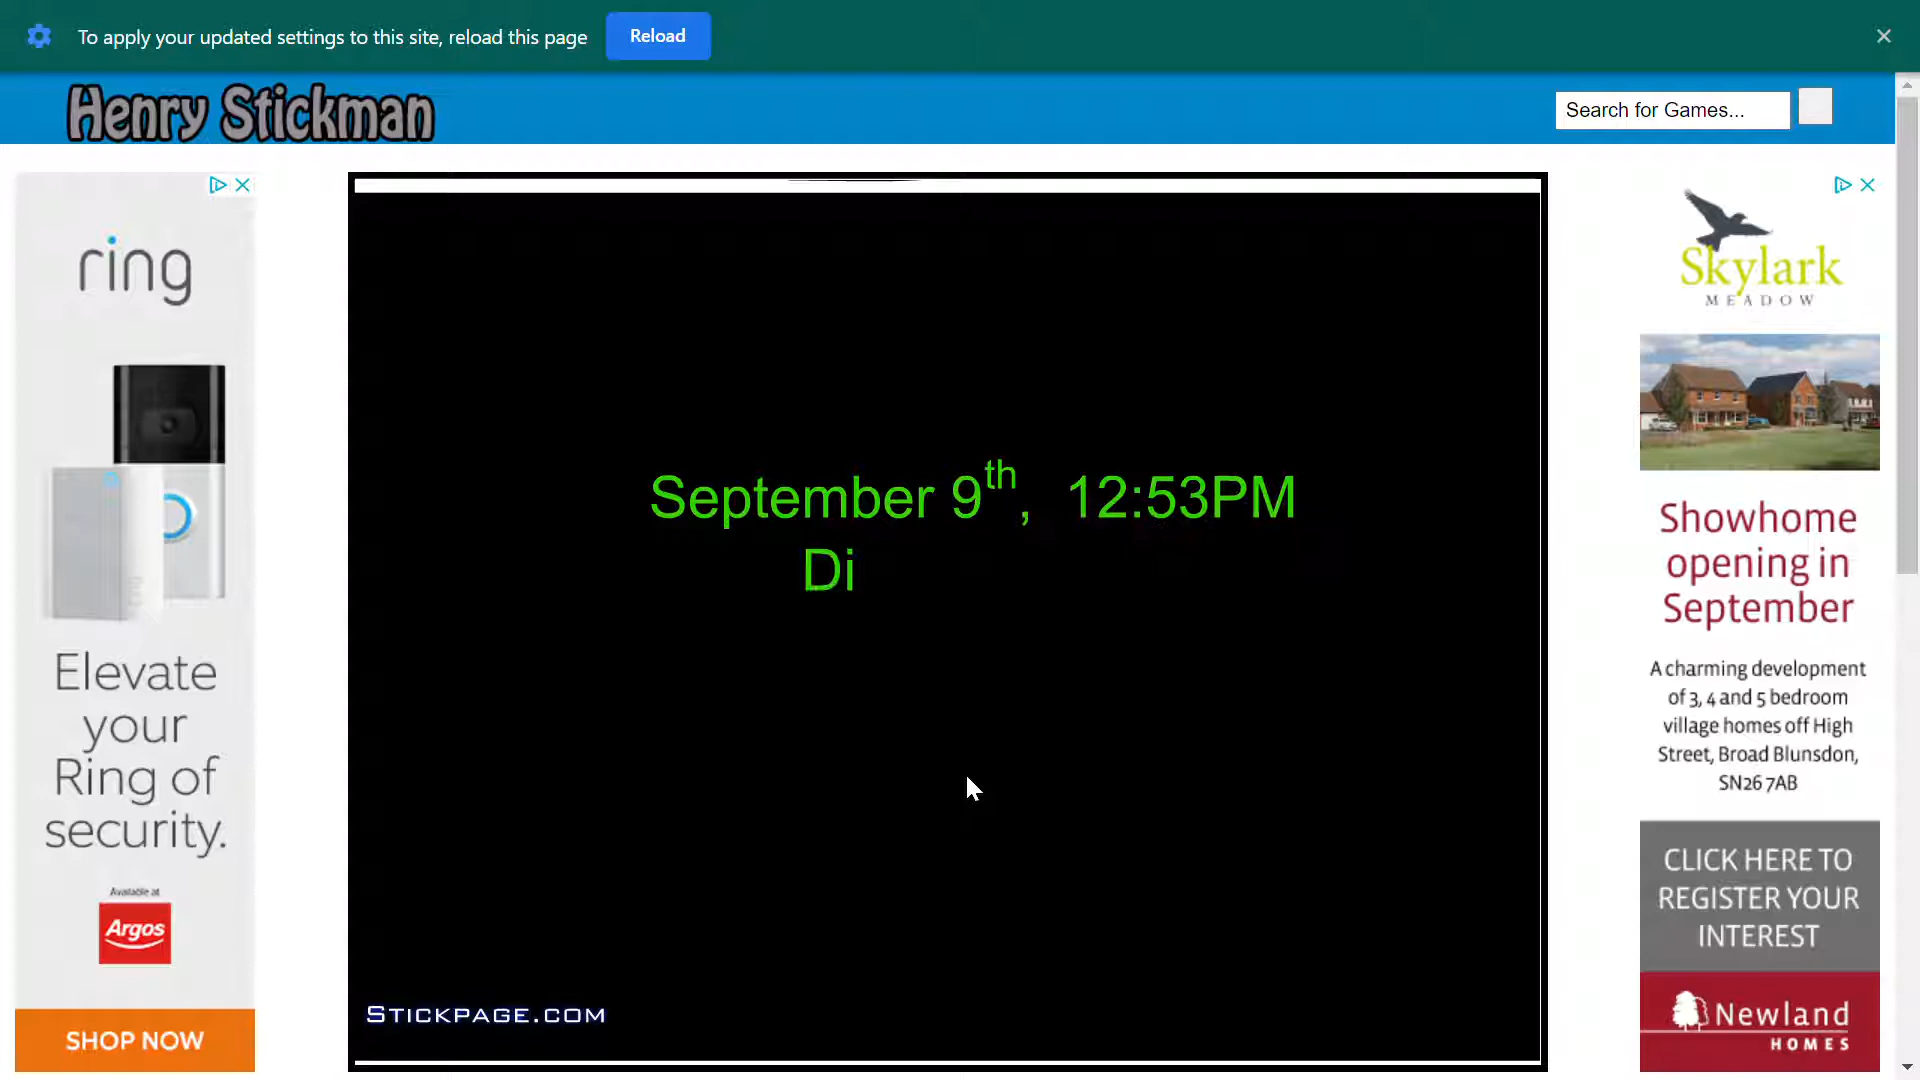 To apply your updated settings to this site, reload this page
Reload
Henry Stickman
Search for Games...
ring
Elevate
your
Ring of
security.
Available at
Argos
SHOP NOW
September 9th, 12:53PM
Di
STICKPAGE.COM
Skylark
MEADOW
Showhome
opening in
September
A charming development
of 3, 4 and 5 bedroom
village homes off High
Street, Broad Blunsdon,
SN26 7AB
CLICK HERE TO
REGISTER YOUR
INTEREST
Newland
HOMES